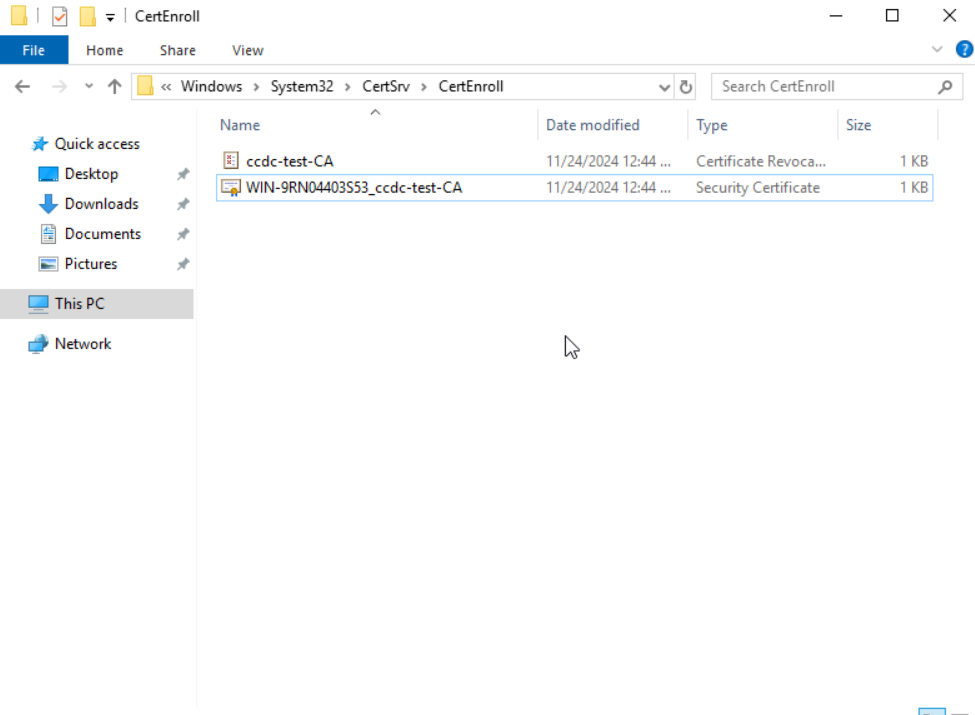 CertEnroll
File Home Share View
« Windows > System32 > CertSrv > CertEnroll
Search CertEnroll
Name Date modified Type Size
Quick access
Desktop
Downloads
Documents
Pictures
This PC
Network
ccdc-test-CA 11/24/2024 12:44 ... Certificate Revoca... 1 KB
WIN-9RN04403S53_ccdc-test-CA 11/24/2024 12:44 ... Security Certificate 1 KB